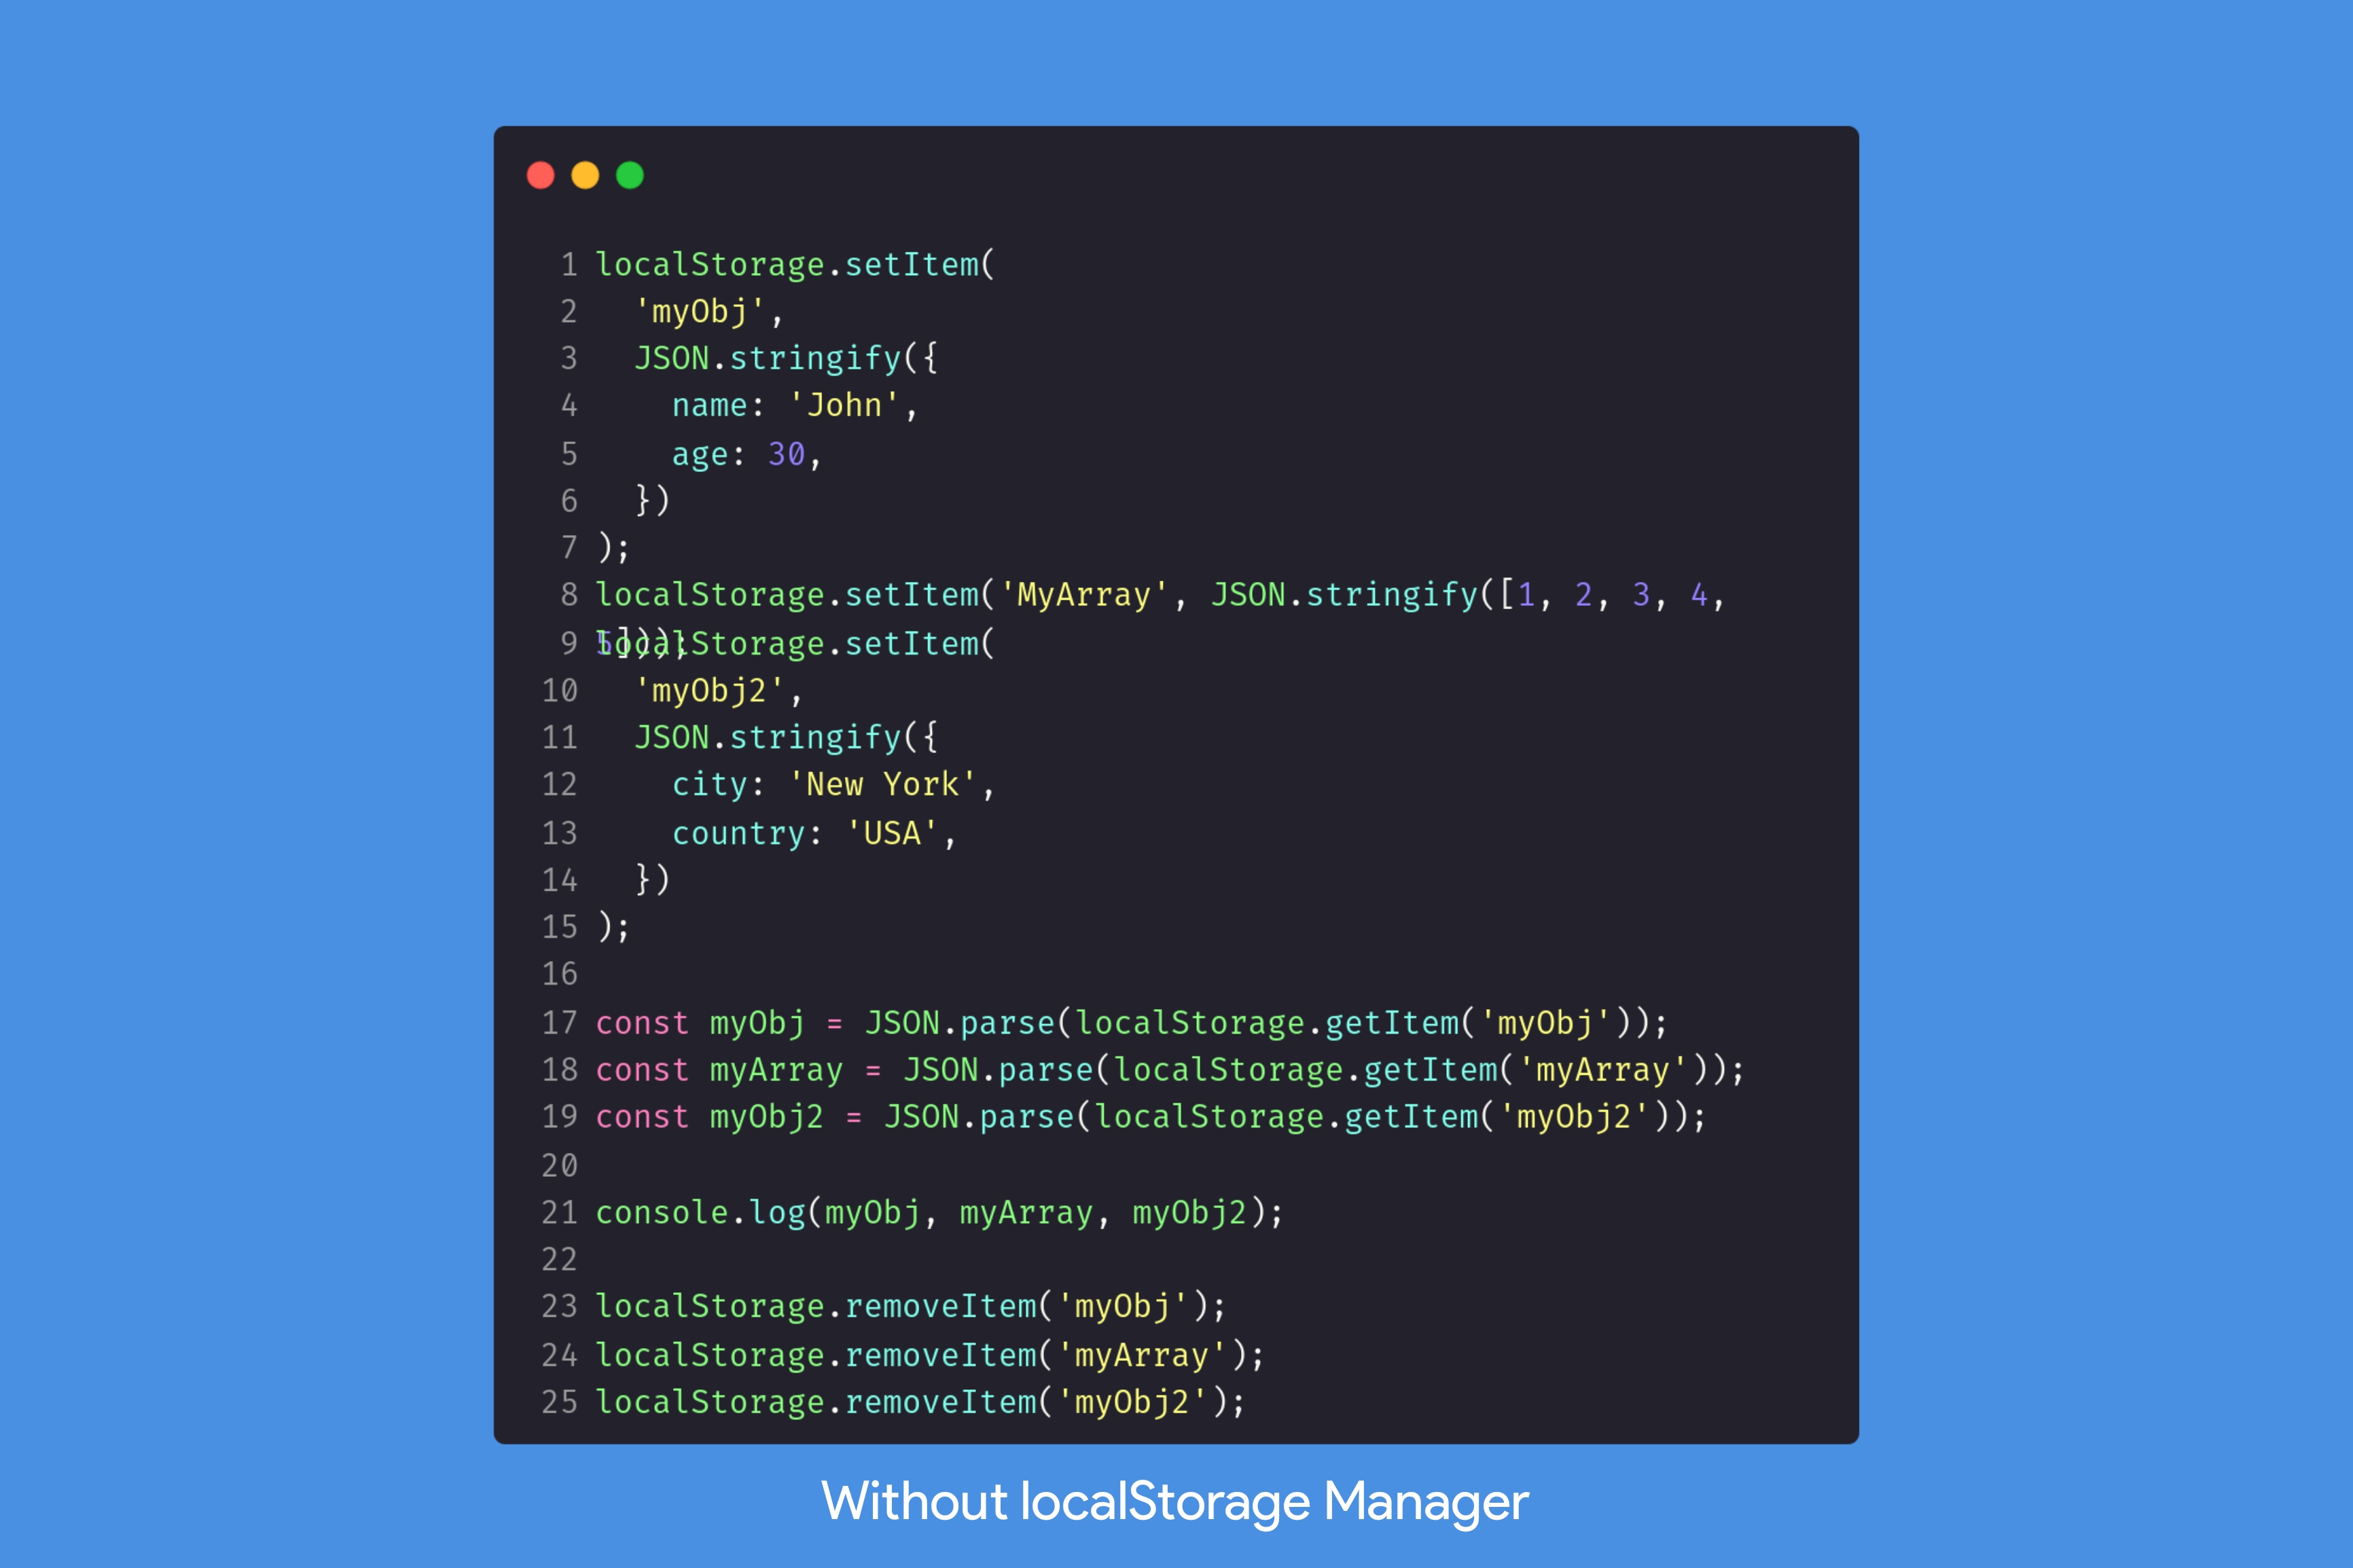 1 localStorage.setItem(
2   'myObj',
3   JSON.stringify({
4     name: 'John',
5     age: 30,
6   })
7 );
8 localStorage.setItem('MyArray', JSON.stringify([1, 2, 3, 4,
5]));
9 localStorage.setItem(
10   'myObj2',
11   JSON.stringify({
12     city: 'New York',
13     country: 'USA',
14   })
15 );
16
17 const myObj = JSON.parse(localStorage.getItem('myObj'));
18 const myArray = JSON.parse(localStorage.getItem('myArray'));
19 const myObj2 = JSON.parse(localStorage.getItem('myObj2'));
20
21 console.log(myObj, myArray, myObj2);
22
23 localStorage.removeItem('myObj');
24 localStorage.removeItem('myArray');
25 localStorage.removeItem('myObj2');
Without localStorage Manager